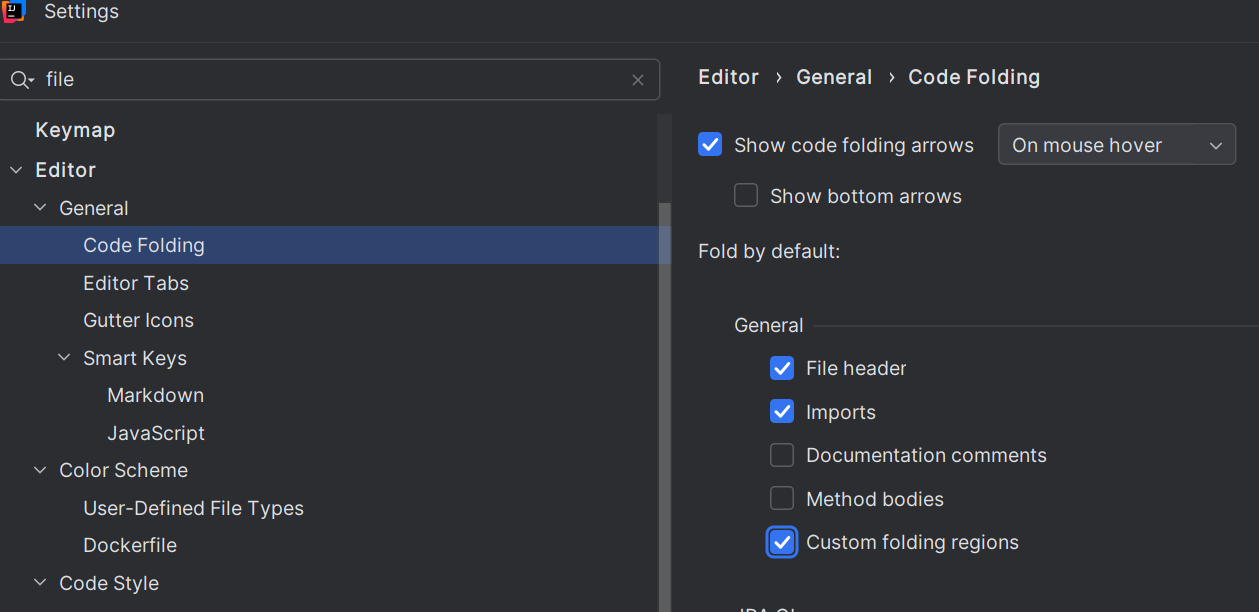 Settings
file
Keymap
Editor
General
Code Folding
Editor Tabs
Gutter Icons
Smart Keys
Markdown
JavaScript
Color Scheme
User-Defined File Types
Dockerfile
Code Style
Editor › General › Code Folding
Show code folding arrows On mouse hover
Show bottom arrows
Fold by default:
General
File header
Imports
Documentation comments
Method bodies
Custom folding regions